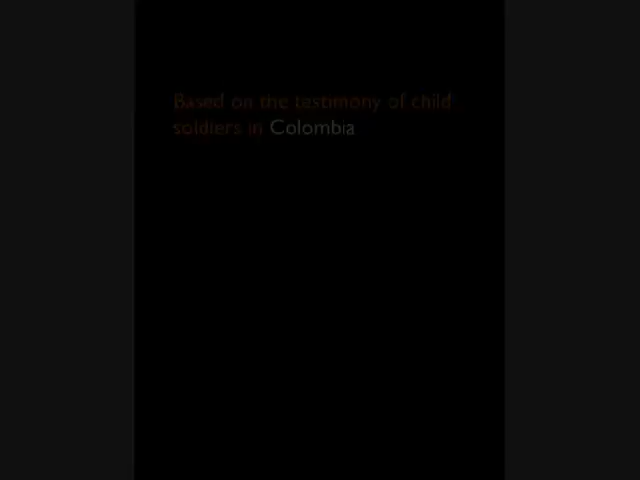 Based on the testimony of child
soldiers in Colombia